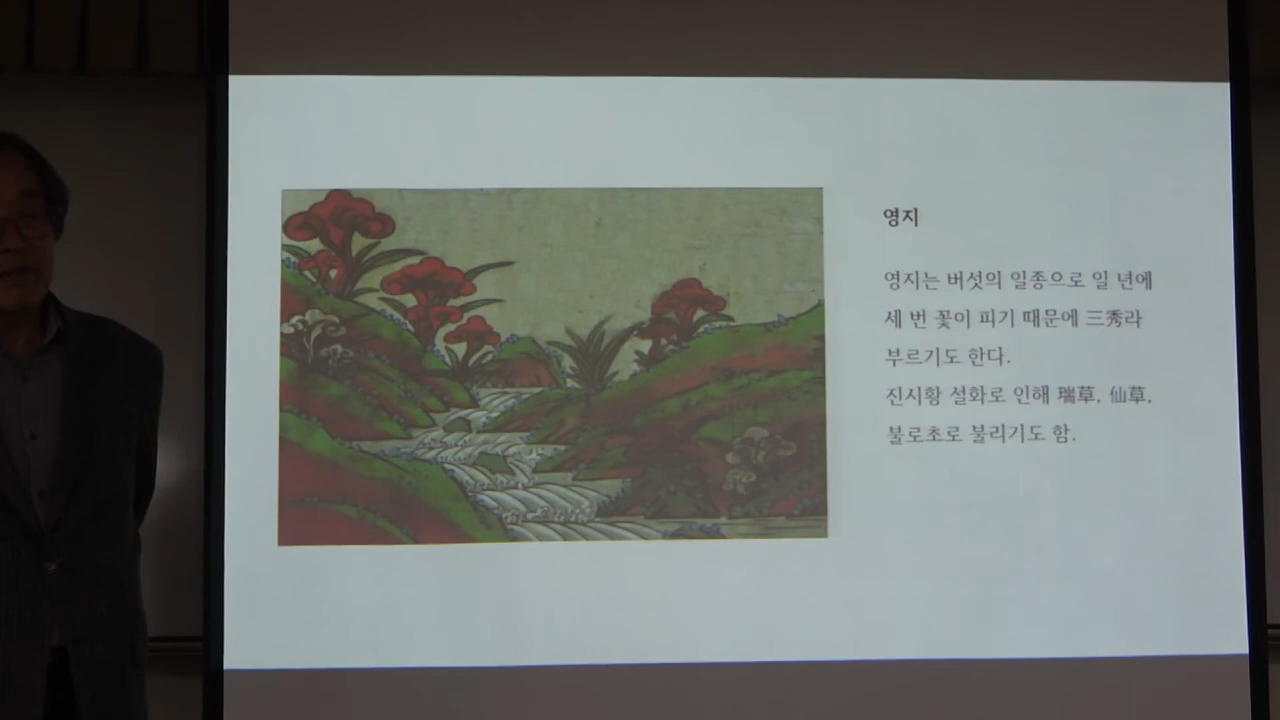 영지
영지는 버섯의 일종으로 일 년에
세 번 꽃이 피기 때문에 三秀라
부르기도 한다.
진시황 설화로 인해 瑞草, 仙草,
불로초로 불리기도 함.